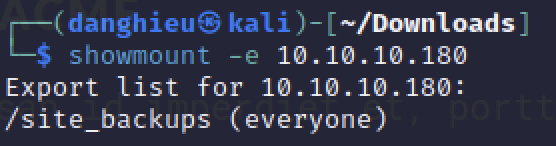 ┌──(danghieu㉿kali)-[~/Downloads]
└─$ showmount -e 10.10.10.180
Export list for 10.10.10.180:
/site_backups (everyone)